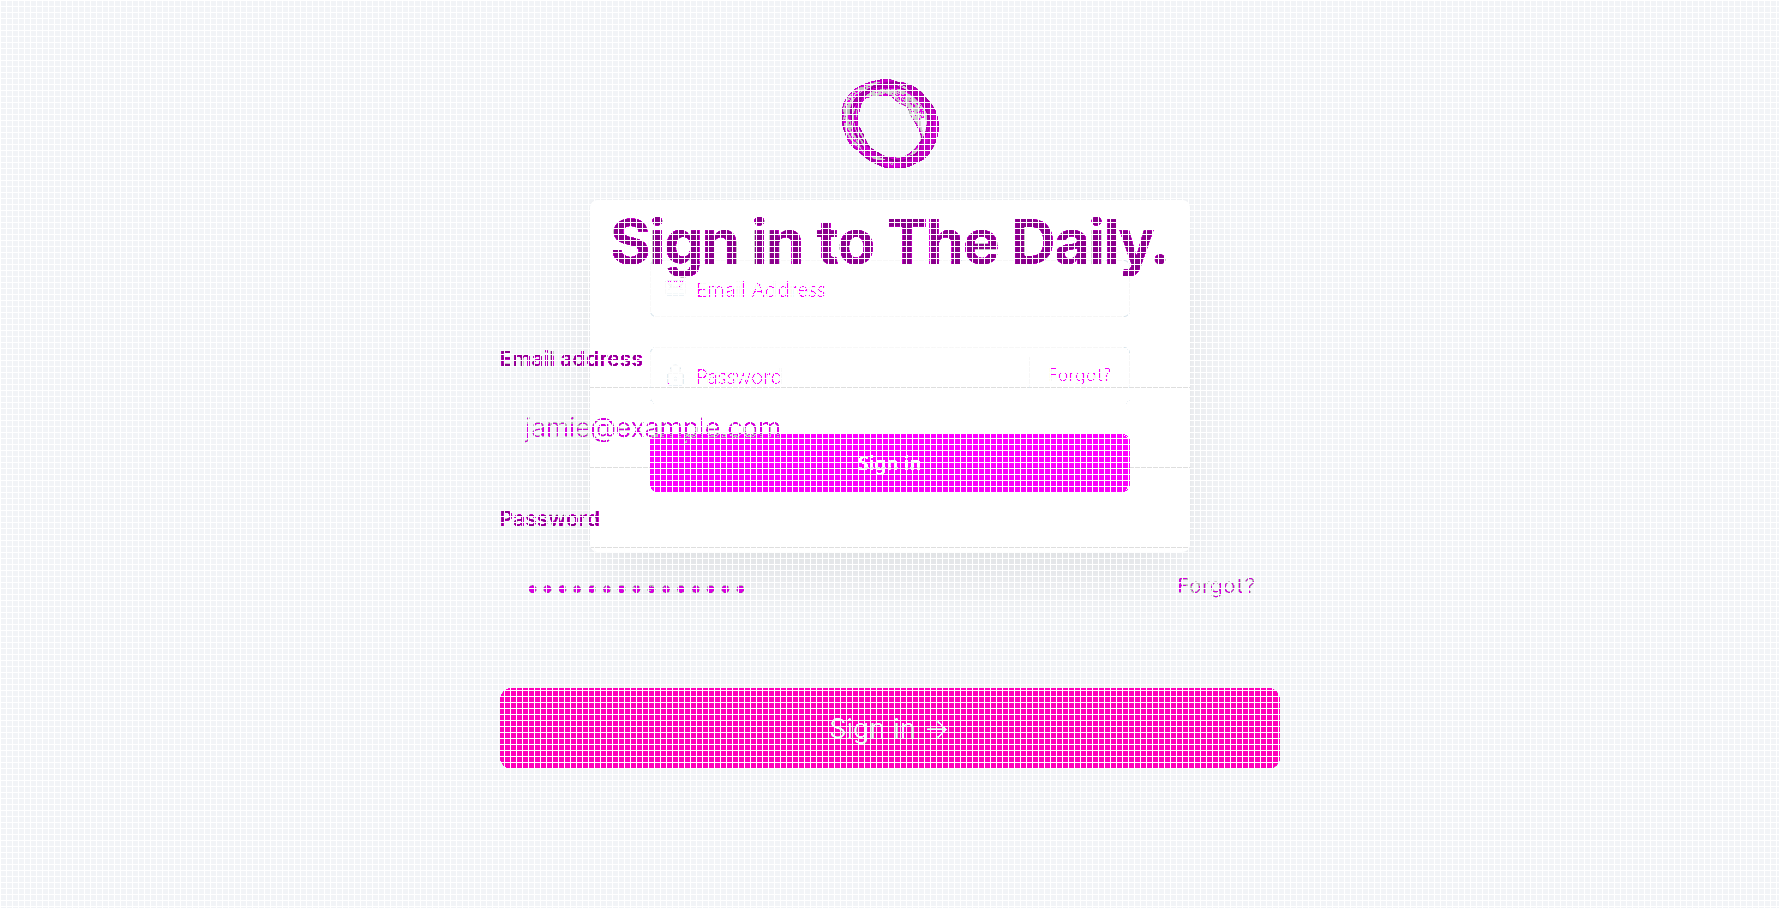 Sign in to The Daily.
Email Address
Email address
Password
Forgot?
jamie@example.com
Sign in
Password
Forgot?
Sign in →